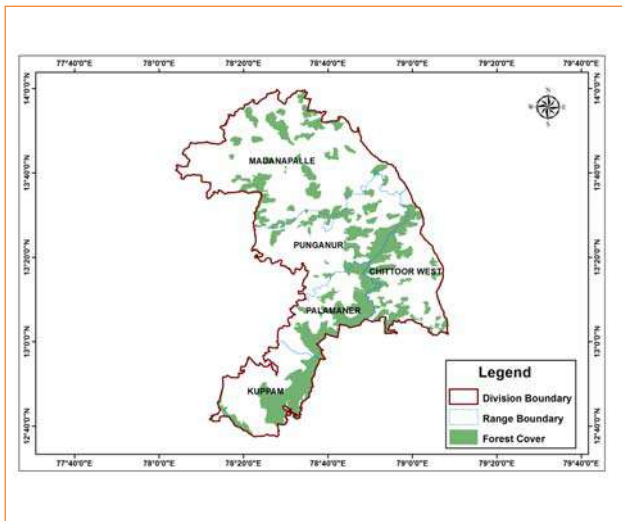 77°40'0"E 78°0'0"E 78°20'0"E 78°40'0"E 79°0'0"E 79°20'0"E 79°40'0"E
14°0'0"N 14°0'0"N
N
W E
S
MADANAPALLE
13°40'0"N 13°40'0"N
PUNGANUR
13°20'0"N 13°20'0"N
CHITTOOR WEST
PALAMANER
13°0'0"N 13°0'0"N
Legend
KUPPAM
Division Boundary
Range Boundary
12°40'0"N 12°40'0"N
Forest Cover
77°40'0"E 78°0'0"E 78°20'0"E 78°40'0"E 79°0'0"E 79°20'0"E 79°40'0"E